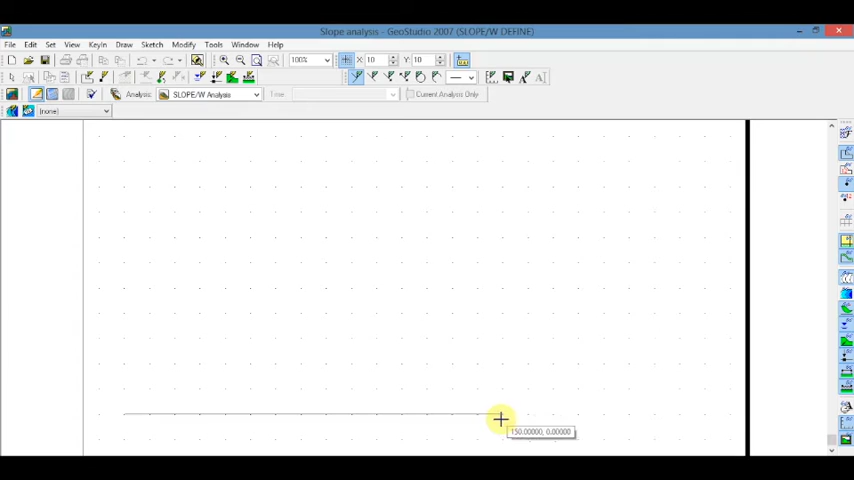 Slope analysis - GeoStudio 2007 (SLOPE/W DEFINE)
File Edit Set View KeyIn Draw Sketch Modify Tools Window Help
100% X: 10 Y: 10
Analysis: SLOPE/W Analysis Time Current Analysis Only
(none)
150.00000, 0.00000